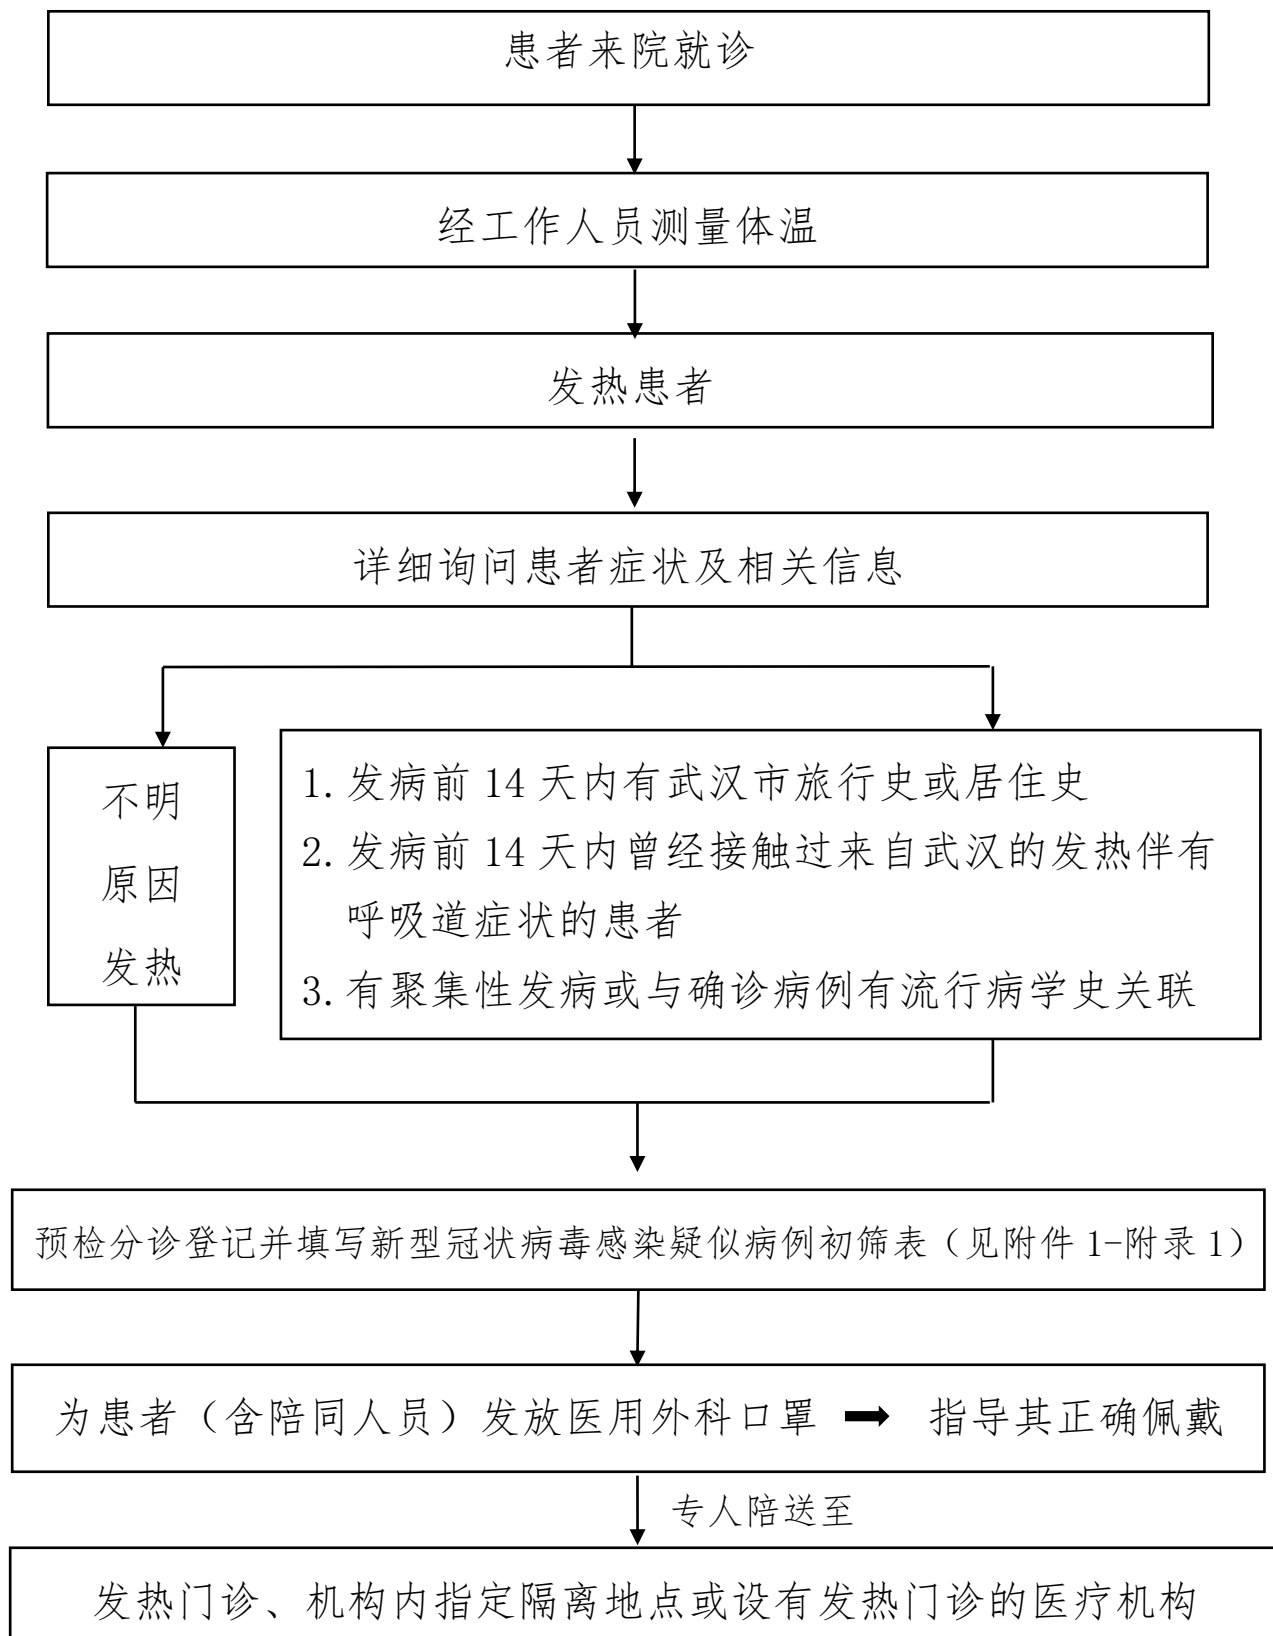 患者来院就诊
经工作人员测量体温
发热患者
详细询问患者症状及相关信息
不明
原因
发热
1. 发病前 14 天内有武汉市旅行史或居住史
2. 发病前 14 天内曾经接触过来自武汉的发热伴有
呼吸道症状的患者
3. 有聚集性发病或与确诊病例有流行病学史关联
预检分诊登记并填写新型冠状病毒感染疑似病例初筛表（见附件 1-附录 1）
为患者（含陪同人员）发放医用外科口罩 ➡ 指导其正确佩戴
专人陪送至
发热门诊、机构内指定隔离地点或设有发热门诊的医疗机构